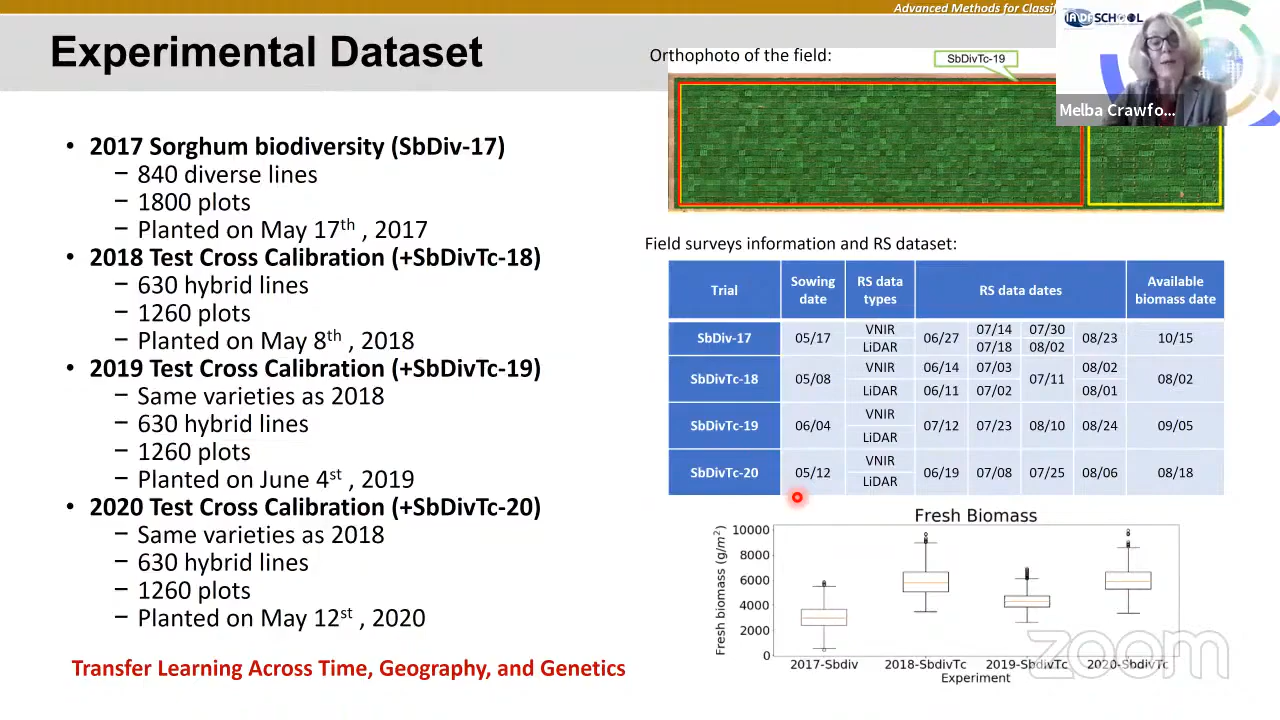 Advanced Methods for Classif
SCHOOL
Experimental Dataset
Melba Crawfo...
• 2017 Sorghum biodiversity (SbDiv-17)
– 840 diverse lines
– 1800 plots
– Planted on May 17th , 2017
• 2018 Test Cross Calibration (+SbDivTc-18)
– 630 hybrid lines
– 1260 plots
– Planted on May 8th , 2018
• 2019 Test Cross Calibration (+SbDivTc-19)
– Same varieties as 2018
– 630 hybrid lines
– 1260 plots
– Planted on June 4st , 2019
• 2020 Test Cross Calibration (+SbDivTc-20)
– Same varieties as 2018
– 630 hybrid lines
– 1260 plots
– Planted on May 12st , 2020
Transfer Learning Across Time, Geography, and Genetics
Orthophoto of the field:
SbDivTc-19
Field surveys information and RS dataset:
Trial Sowing date RS data types RS data dates Available biomass date
SbDiv-17 05/17 VNIR LiDAR 06/27 07/14 07/18 07/30 08/02 08/23 10/15
SbDivTc-18 05/08 VNIR LiDAR 06/14 06/11 07/03 07/02 07/11 08/02 08/01 08/02
SbDivTc-19 06/04 VNIR LiDAR 07/12 07/23 08/10 08/24 09/05
SbDivTc-20 05/12 VNIR LiDAR 06/19 07/08 07/25 08/06 08/18
Fresh Biomass
Fresh biomass (g/m²)
10000
8000
6000
4000
2000
0
2017-Sbdiv 2018-SbdivTc 2019-SbdivTc 2020-SbdivTc
Experiment
zoom